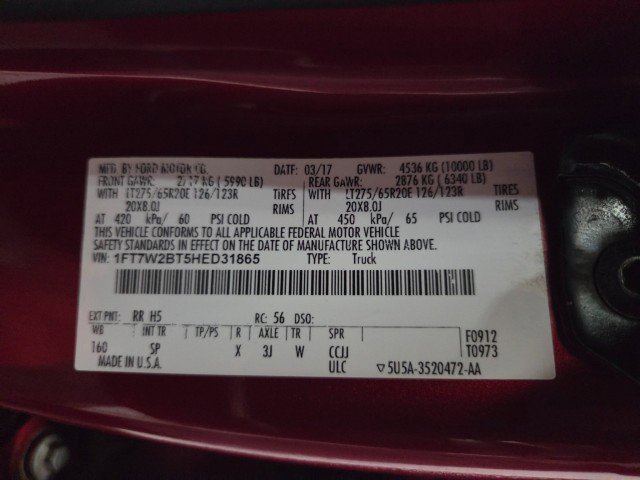 MFD. BY FORD MOTOR CO. DATE: 03/17 GVWR: 4536 KG (10000 LB)
FRONT GAWR: 2717 KG (5990 LB) REAR GAWR: 2876 KG (6340 LB)
WITH LT275/65R20E 126/123R TIRES LT275/65R20E 126/123R TIRES
20X8.0J RIMS 20X8.0J RIMS
AT 420 kPa/ 60 PSI COLD AT 450 kPa/ 65 PSI COLD
THIS VEHICLE CONFORMS TO ALL APPLICABLE FEDERAL MOTOR VEHICLE
SAFETY STANDARDS IN EFFECT ON THE DATE OF MANUFACTURE SHOWN ABOVE.
VIN: 1FT7W2BT5HED31865 TYPE: Truck
EXT PNT: RR H5 RC: 56 DSO:
WB INT TR TP/PS R AXLE TR SPR F0912
160 SP X 3J W CCJJ T0973
MADE IN U.S.A. ULC ▽5U5A-3520472-AA